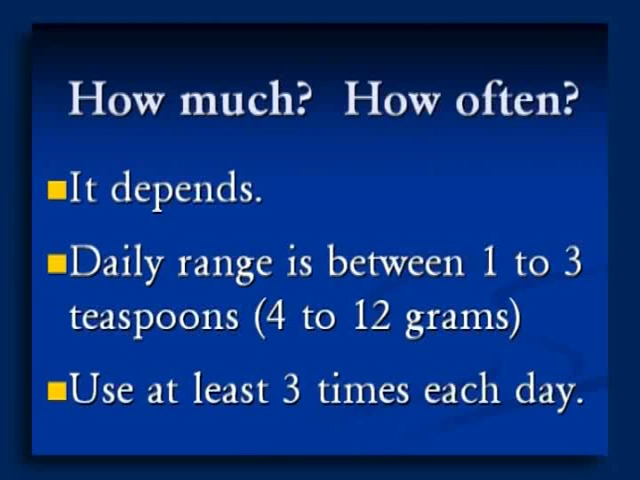 How much? How often?
It depends.
Daily range is between 1 to 3
teaspoons (4 to 12 grams)
Use at least 3 times each day.